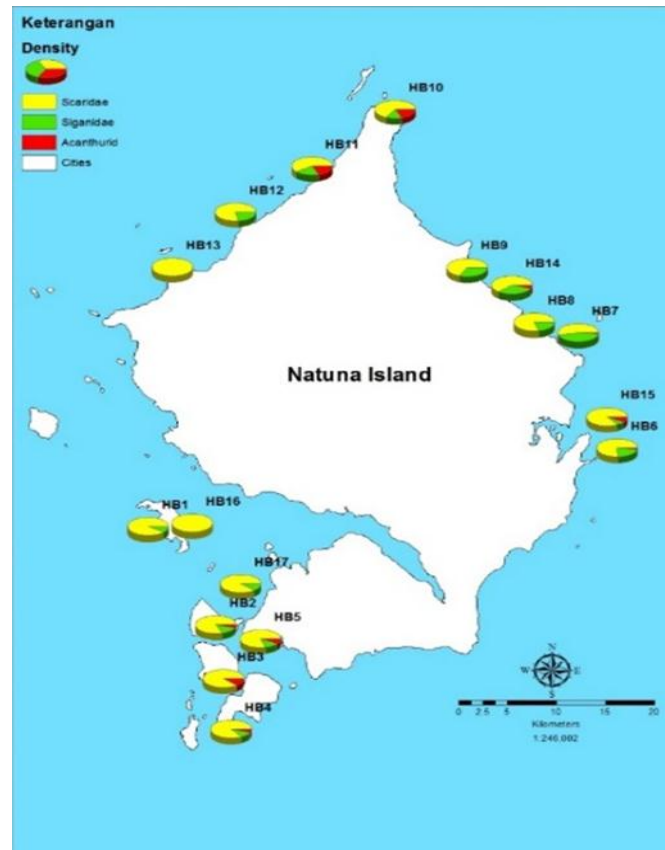 Keterangan
Density
Scaridae
Siganidae
Acanthurid
Cities
HB10
HB11
HB12
HB13
HB9
HB14
HB8
HB7
Natuna Island
HB15
HB6
HB1
HB16
HB17
HB2
HB5
HB3
HB4
N
W
E
S
0 2.5 5 10 15 20
Kilometers
1:246,002